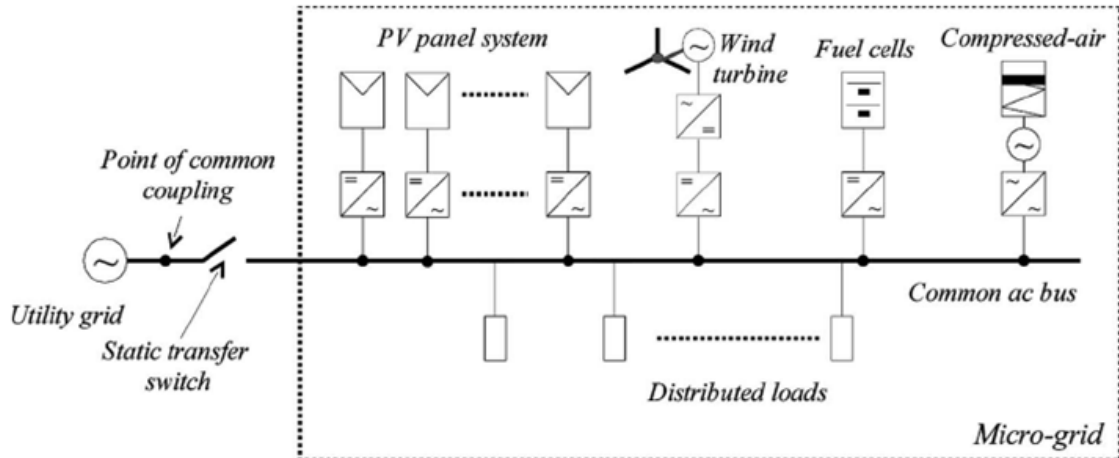 PV panel system
Wind
turbine
Fuel cells
Compressed-air
Point of common
coupling
Utility grid
Static transfer
switch
Common ac bus
Distributed loads
Micro-grid